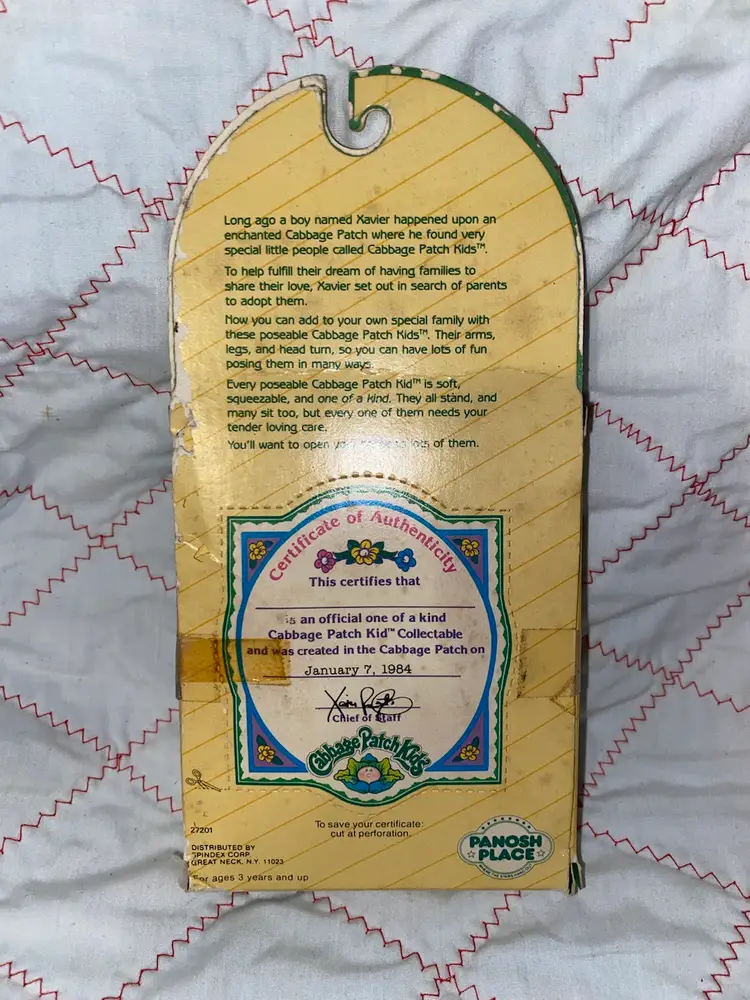 Long ago a boy named Xavier happened upon an
enchanted Cabbage Patch where he found very
special little people called Cabbage Patch Kids™.
To help fulfill their dream of having families to
share their love, Xavier set out in search of parents
to adopt them.
Now you can add to your own special family with
these poseable Cabbage Patch Kids™. Their arms,
legs, and head turn, so you can have lots of fun
posing them in many ways.
Every poseable Cabbage Patch Kid™ is soft,
squeezable, and one of a kind. They all stand, and
many sit too, but every one of them needs your
tender loving care.
You'll want to open lots of them.
Certificate of Authenticity
This certifies that
is an official one of a kind
Cabbage Patch Kid™ Collectable
and was created in the Cabbage Patch on
January 7, 1984
Chief of Staff
Cabbage Patch Kids
27201
DISTRIBUTED BY
SPINDEX CORP.
GREAT NECK, N.Y. 11023
For ages 3 years and up
To save your certificate:
cut at perforation.
PANOSH
PLACE